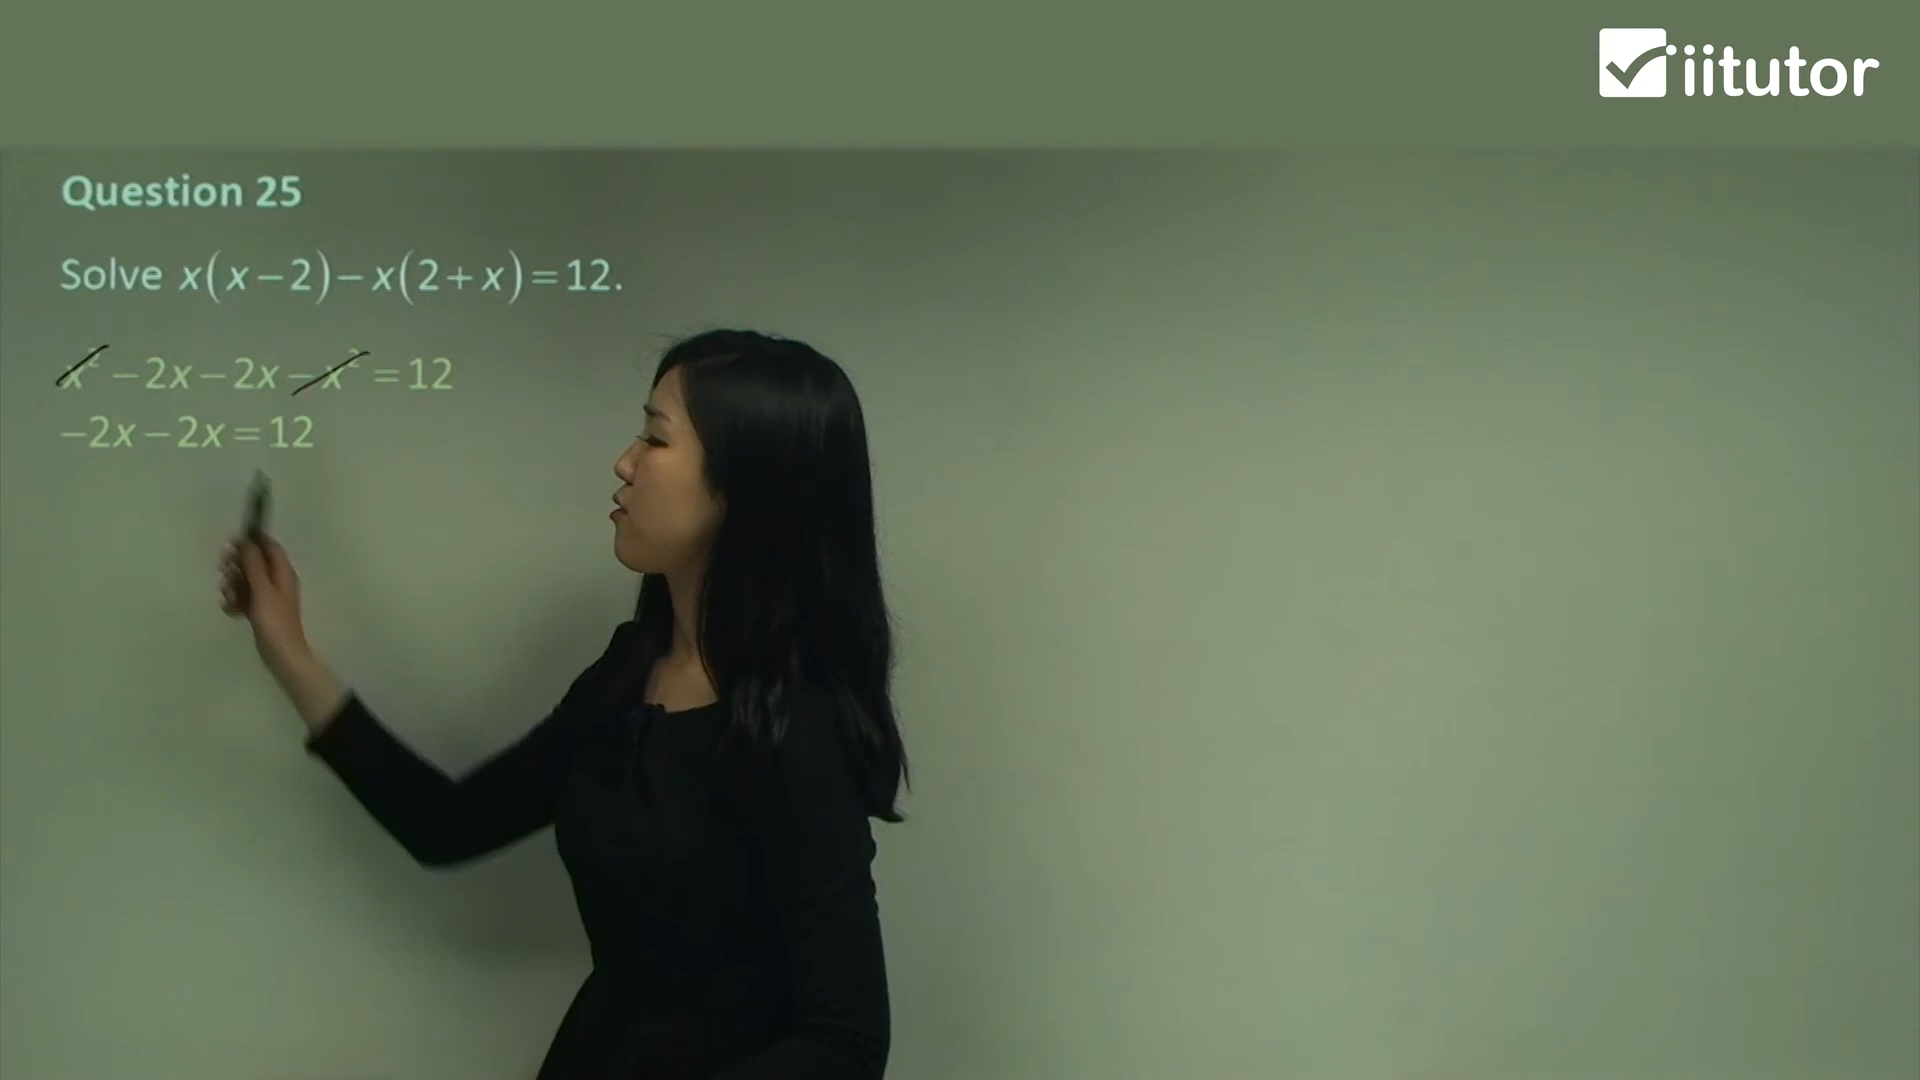 iitutor
Question 25
Solve x(x−2)−x(2+x)=12.
x²−2x−2x−x²=12
−2x−2x=12